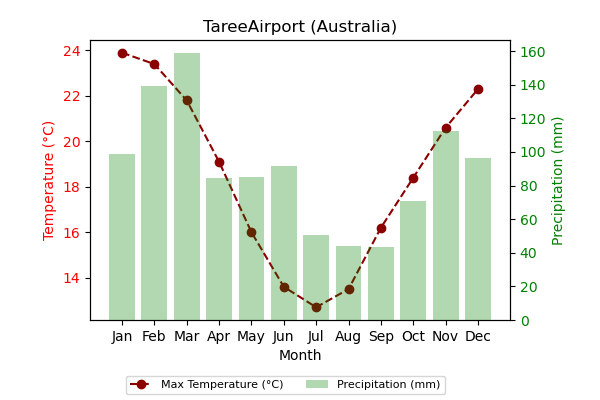 TareeAirport (Australia)
24
22
20
18
16
14
Temperature (°C)
160
140
120
100
80
60
40
20
0
Precipitation (mm)
Jan Feb Mar Apr May Jun Jul Aug Sep Oct Nov Dec
Month
Max Temperature (°C) Precipitation (mm)